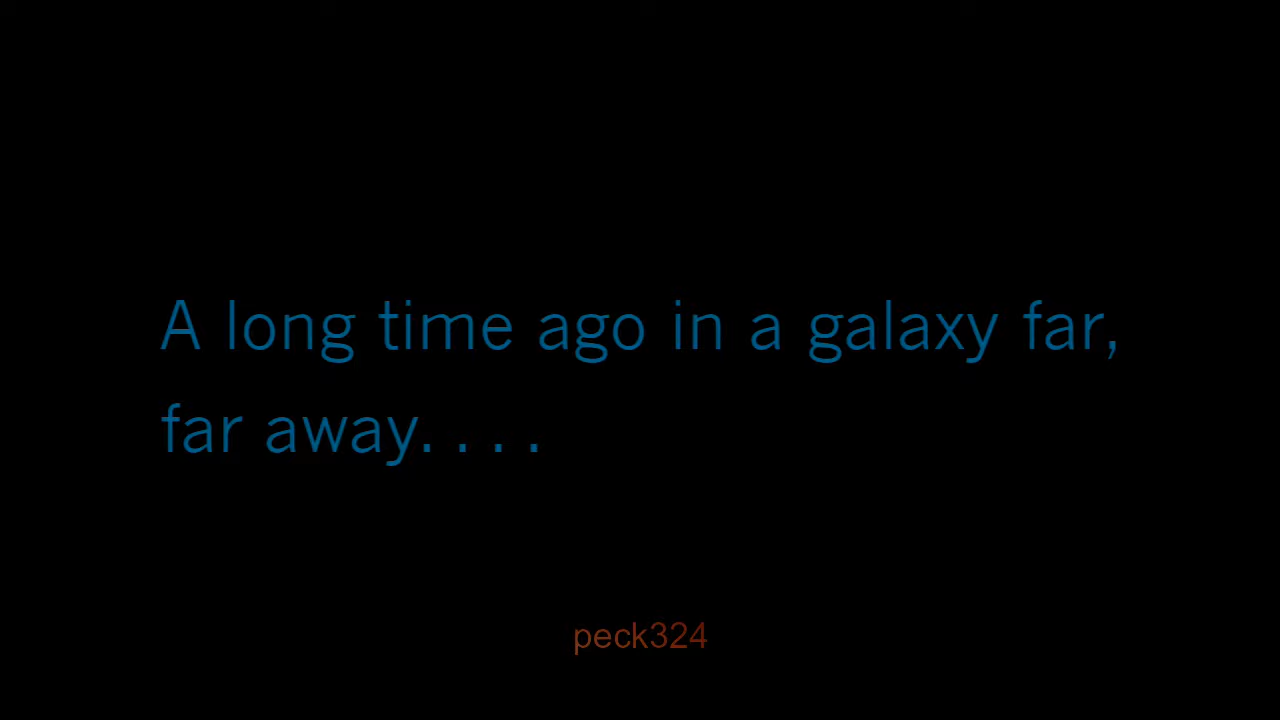 A long time ago in a galaxy far,
far away. . . .
peck324